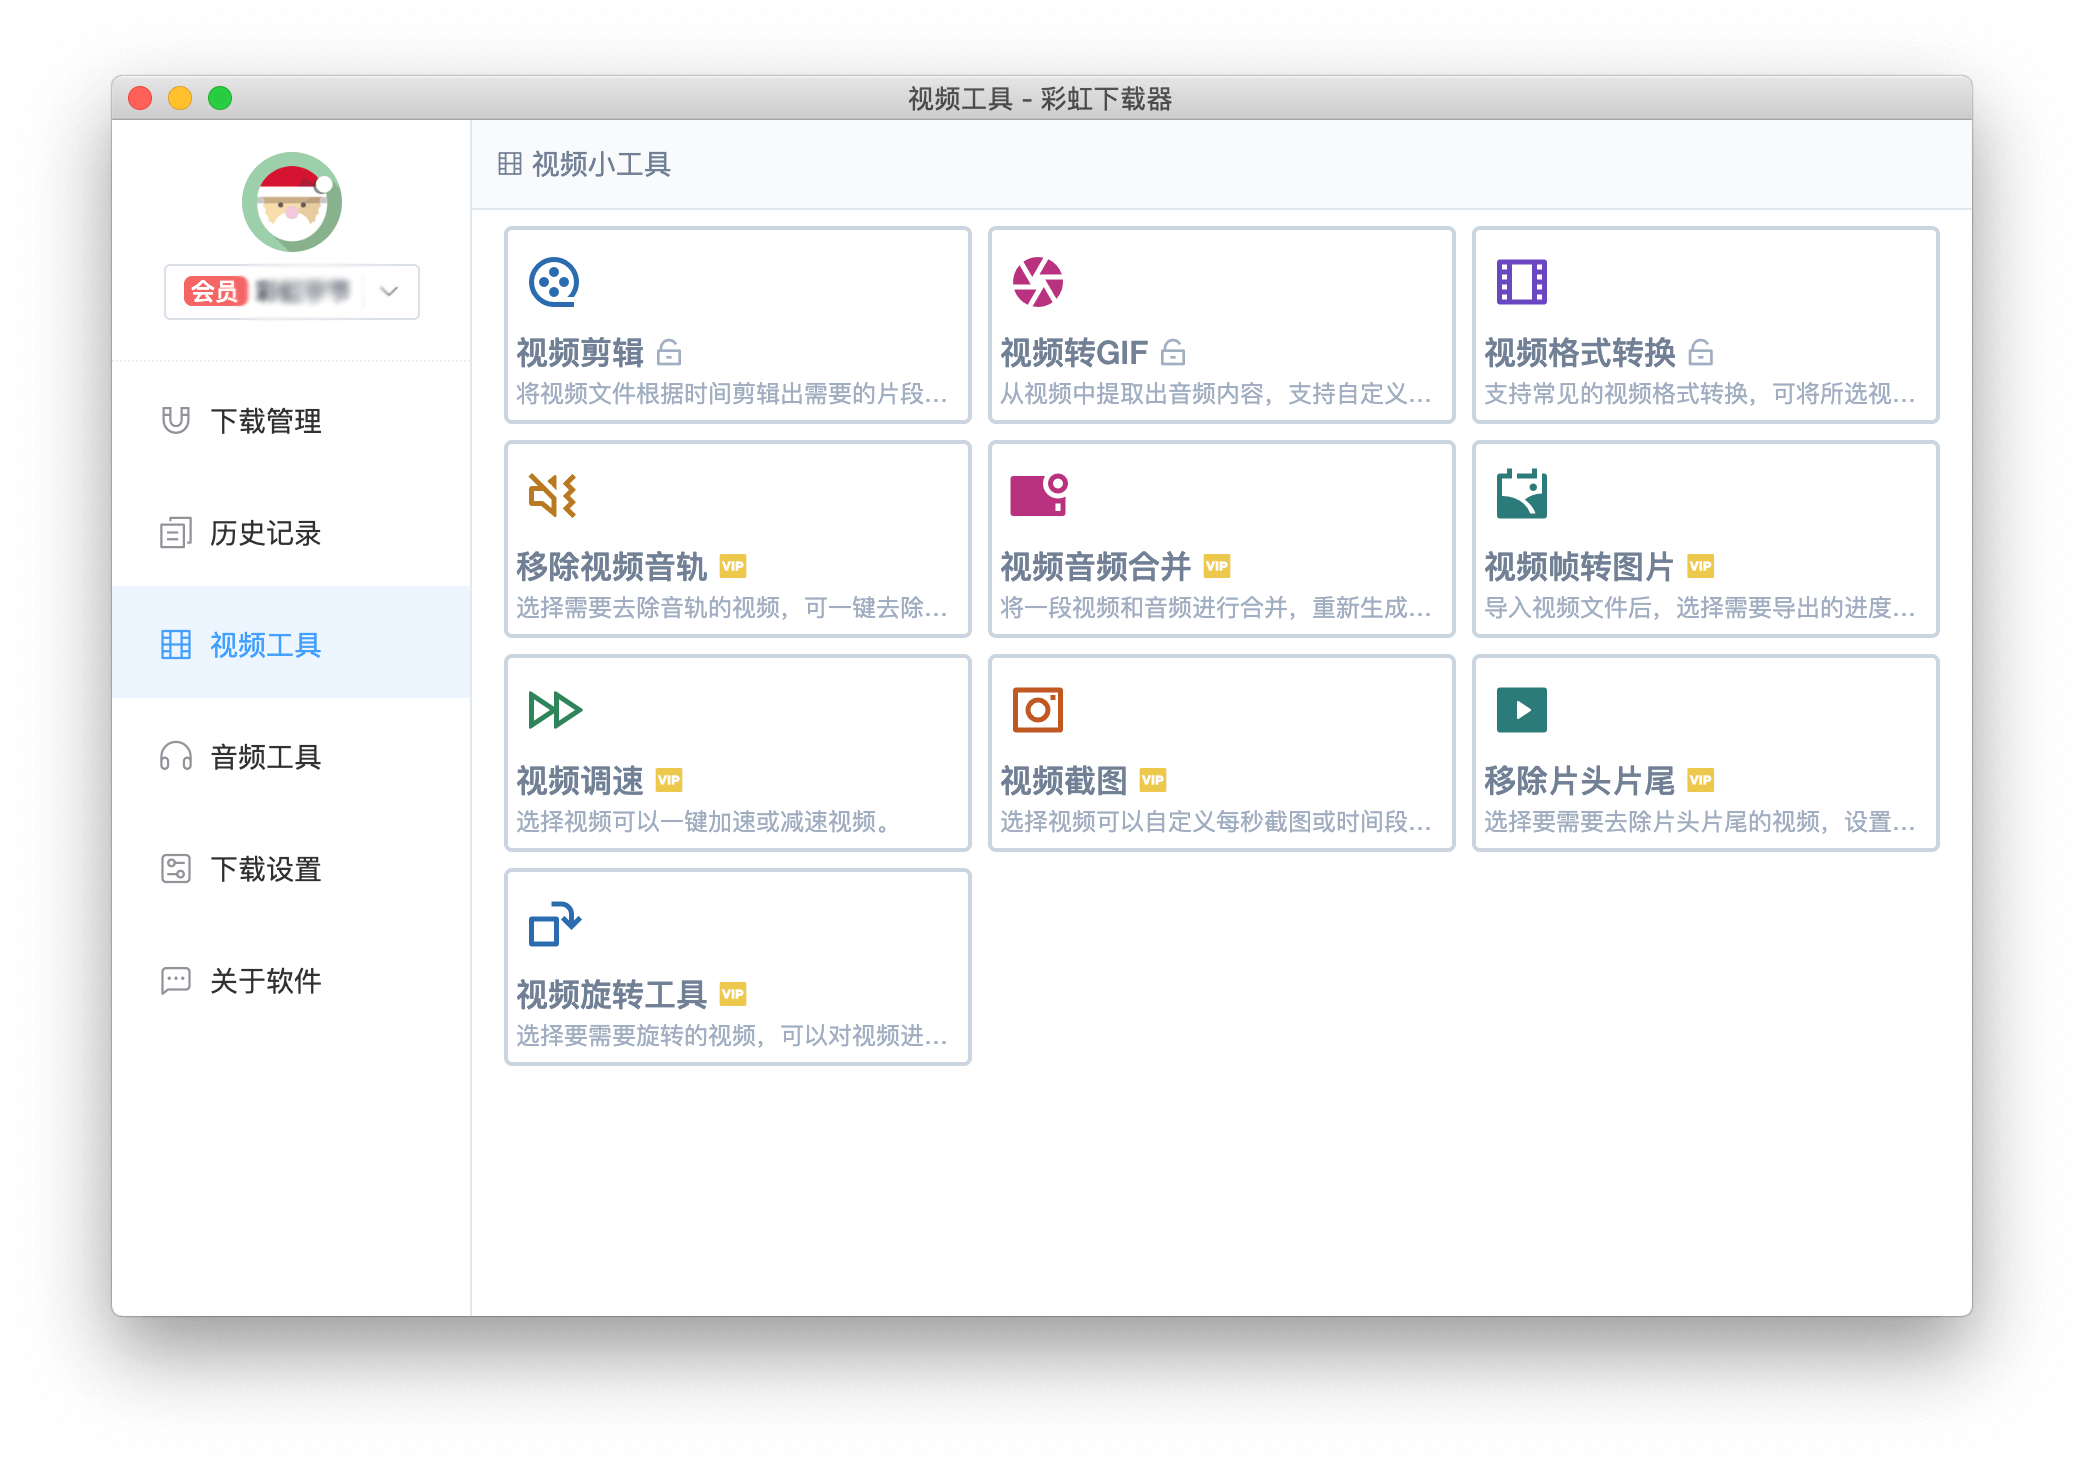 视频工具 - 彩虹下载器
会员
下载管理
历史记录
视频工具
音频工具
下载设置
关于软件
视频小工具
视频剪辑
将视频文件根据时间剪辑出需要的片段...
视频转GIF
从视频中提取出音频内容，支持自定义...
视频格式转换
支持常见的视频格式转换，可将所选视...
移除视频音轨 VIP
选择需要去除音轨的视频，可一键去除...
视频音频合并 VIP
将一段视频和音频进行合并，重新生成...
视频帧转图片 VIP
导入视频文件后，选择需要导出的进度...
视频调速 VIP
选择视频可以一键加速或减速视频。
视频截图 VIP
选择视频可以自定义每秒截图或时间段...
移除片头片尾 VIP
选择要需要去除片头片尾的视频，设置...
视频旋转工具 VIP
选择要需要旋转的视频，可以对视频进...